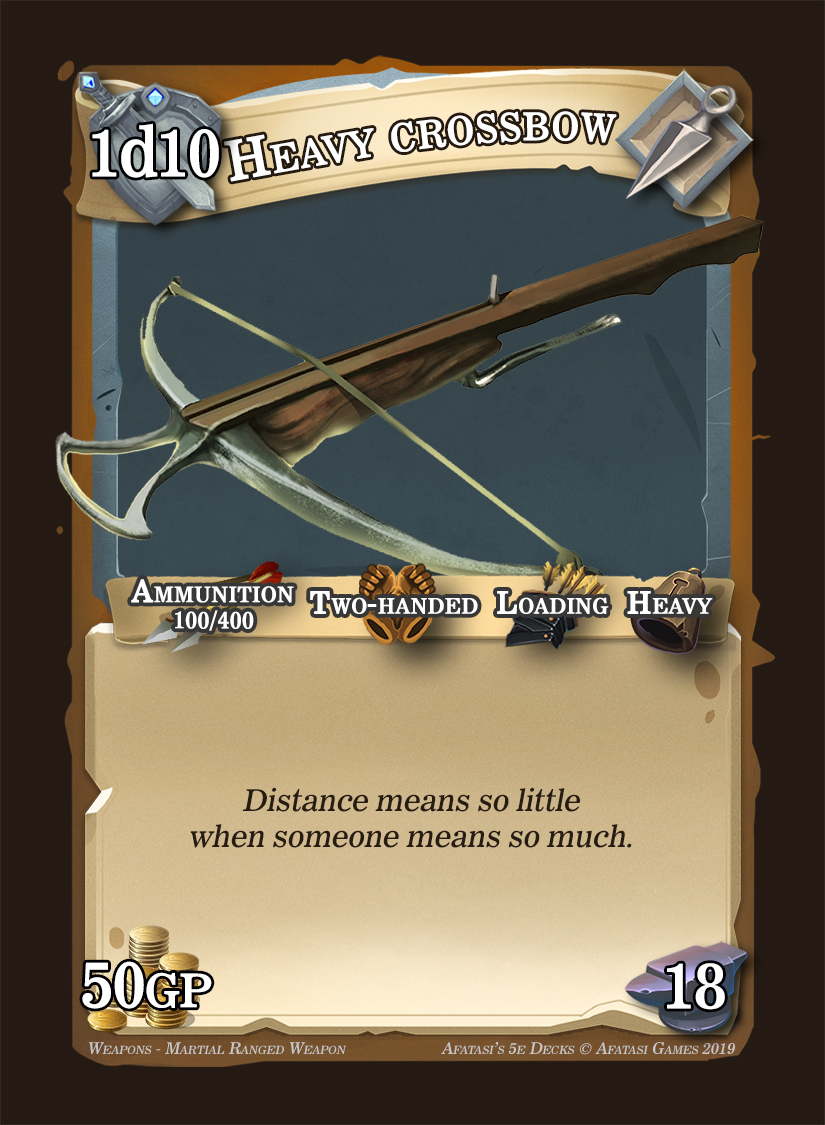 1d10 Heavy crossbow
Ammunition Two-handed Loading Heavy
100/400
Distance means so little
when someone means so much.
50GP 18
Weapons - Martial Ranged Weapon Afatasi's 5e Decks © Afatasi Games 2019